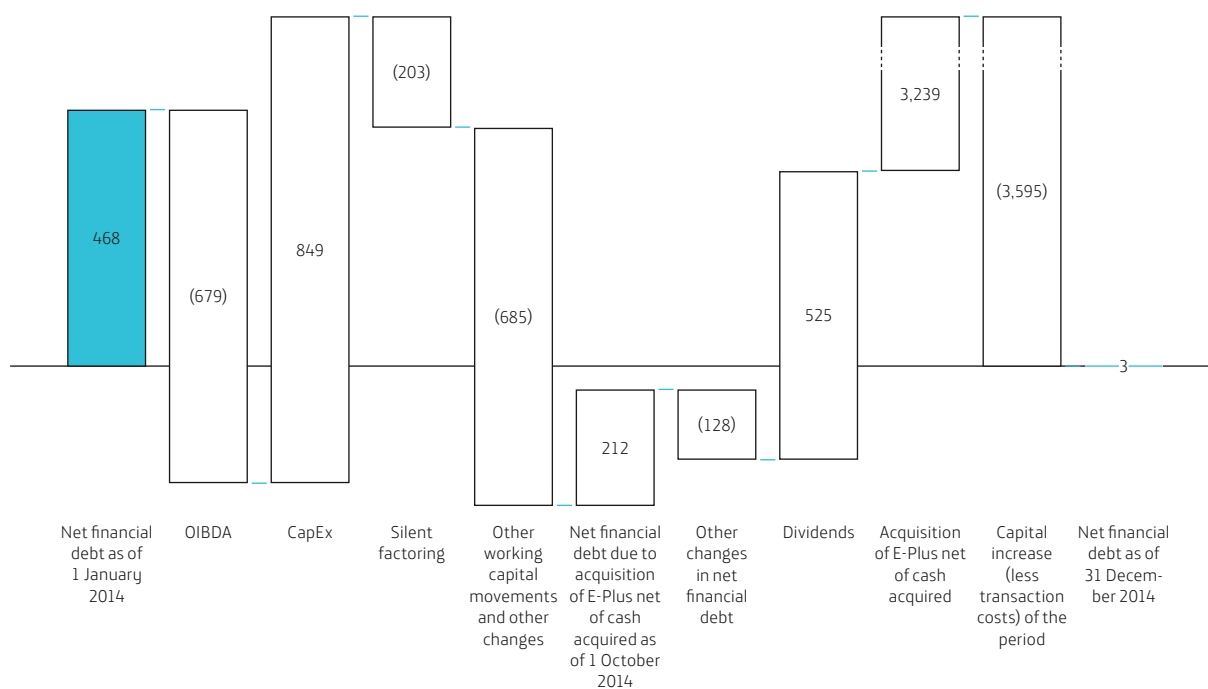 468
(679)
849
(203)
(685)
212
(128)
525
3,239
(3,595)
3
Net financial
debt as of
1 January
2014
OIBDA
CapEx
Silent
factoring
Other
working
capital
movements
and other
changes
Net financial
debt due to
acquisition
of E-Plus net
of cash
acquired as
of 1 October
2014
Other
changes
in net
financial
debt
Dividends
Acquisition
of E-Plus net
of cash
acquired
Capital
increase
(less
transaction
costs) of the
period
Net financial
debt as of
31 Decem-
ber 2014